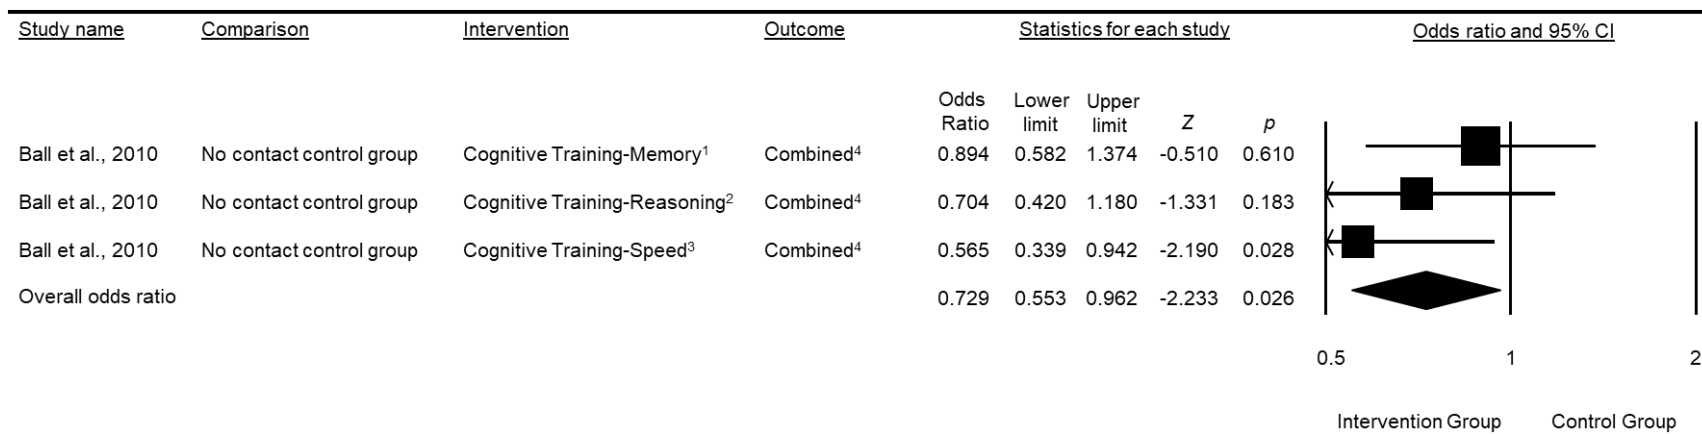 Study name Comparison Intervention Outcome Statistics for each study Odds ratio and 95% CI
Odds Ratio Lower limit Upper limit Z p
Ball et al., 2010 No contact control group Cognitive Training-Memory¹ Combined⁴ 0.894 0.582 1.374 -0.510 0.610
Ball et al., 2010 No contact control group Cognitive Training-Reasoning² Combined⁴ 0.704 0.420 1.180 -1.331 0.183
Ball et al., 2010 No contact control group Cognitive Training-Speed³ Combined⁴ 0.565 0.339 0.942 -2.190 0.028
Overall odds ratio 0.729 0.553 0.962 -2.233 0.026
0.5 1 2
Intervention Group Control Group